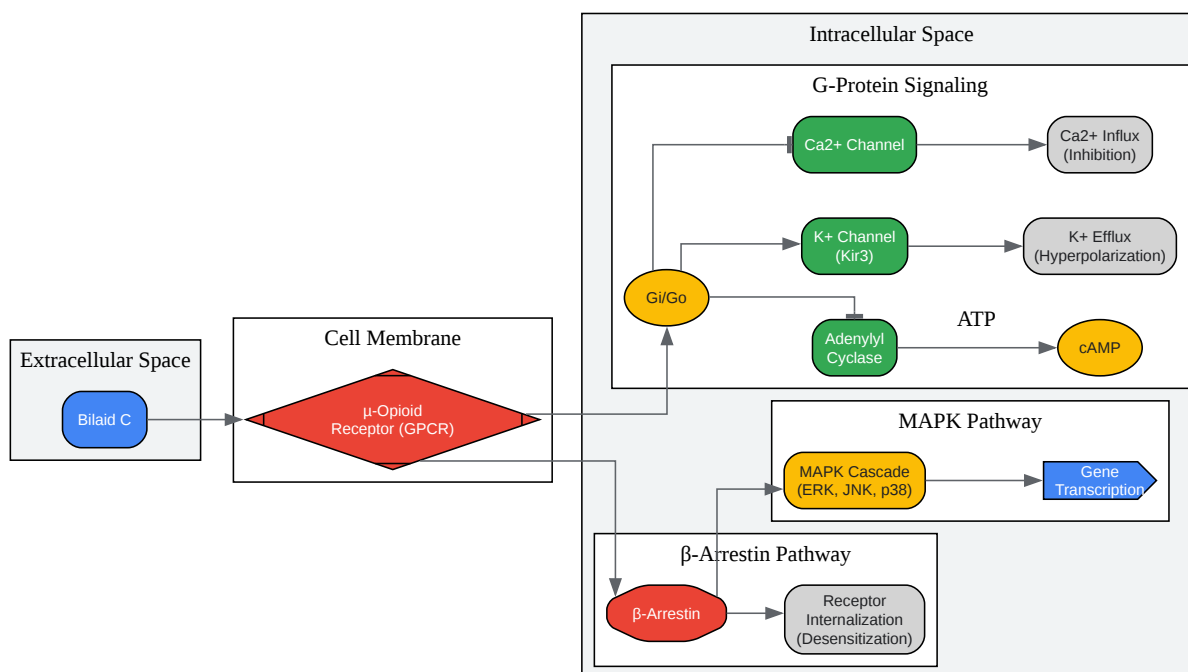 Intracellular Space
G-Protein Signaling
Ca2+ Channel
Ca2+ Influx
(Inhibition)
K+ Channel
(Kir3)
K+ Efflux
(Hyperpolarization)
Gi/Go
Adenylyl
Cyclase
ATP
cAMP
Cell Membrane
µ-Opioid
Receptor (GPCR)
Extracellular Space
Bilaid C
MAPK Pathway
MAPK Cascade
(ERK, JNK, p38)
Gene
Transcription
β-Arrestin Pathway
β-Arrestin
Receptor
Internalization
(Desensitization)